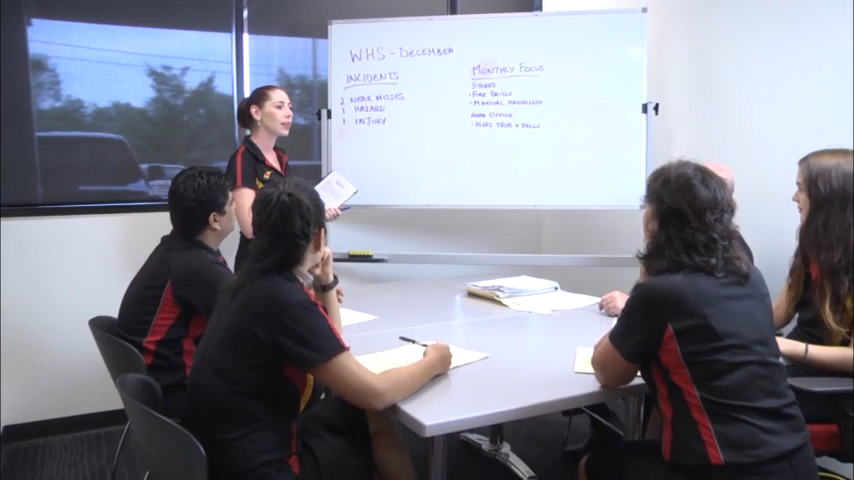 WHS - DECEMBER
INCIDENTS
2 NEAR MISSES
1 HAZARD
1 INJURY
MONTHLY FOCUS
STORES
• FIRE DRILLS
• MANUAL HANDLING
OFFICE
• SLIPS TRIPS + FALLS